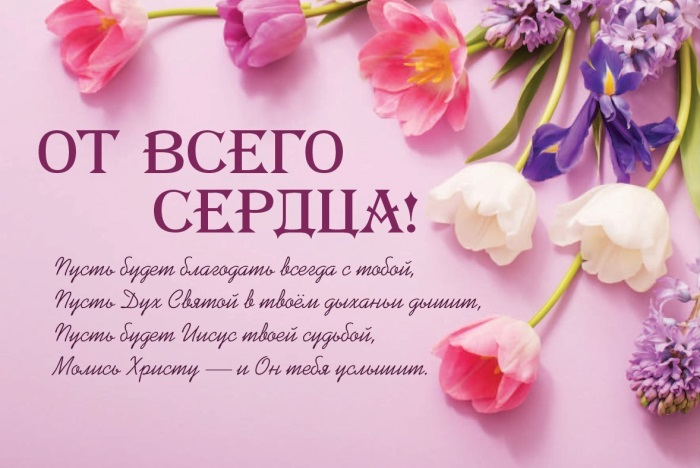 ОТ ВСЕГО
СЕРДЦА!
Пусть будет благодать всегда с тобой,
Пусть Дух Святой в твоём дыханьи дышит,
Пусть будет Иисус твоей судьбой,
Молись Христу — и Он тебя услышит.